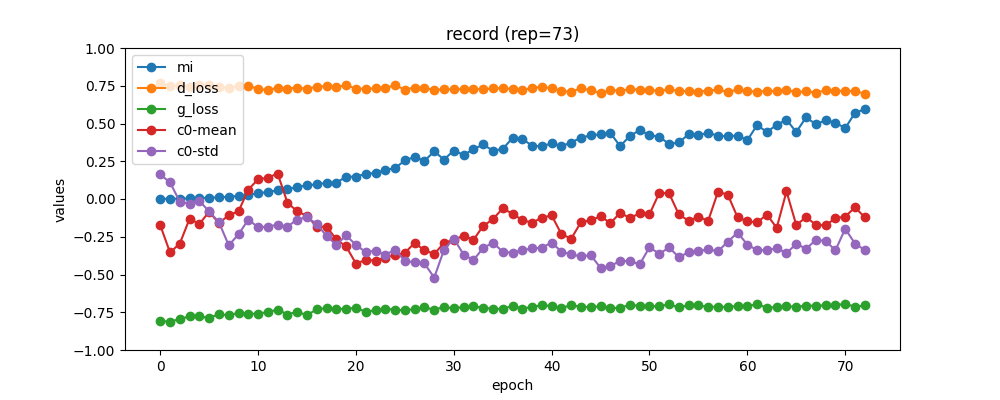 record (rep=73)
1.00
0.75
0.50
0.25
0.00
−0.25
−0.50
−0.75
−1.00
values
mi
d_loss
g_loss
c0-mean
c0-std
0 10 20 30 40 50 60 70
epoch